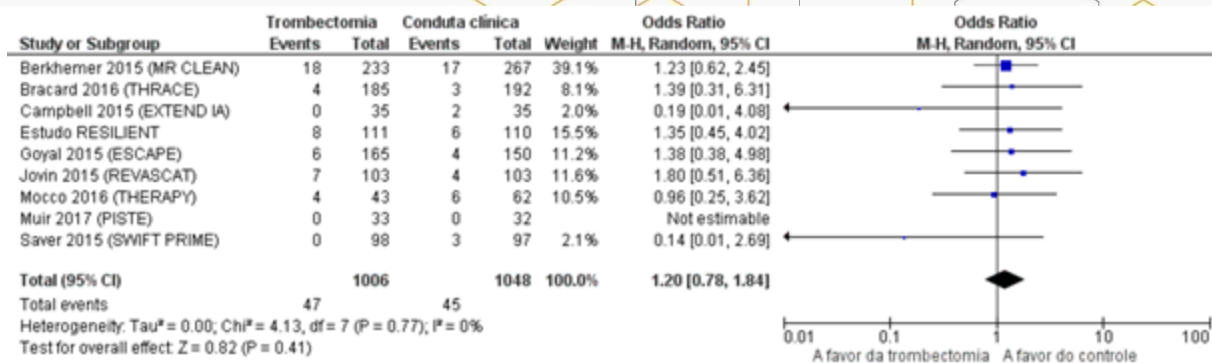 Trombectomia Conduta clínica Odds Ratio Odds Ratio
Study or Subgroup Events Total Events Total Weight M-H, Random, 95% CI M-H, Random, 95% CI
Berkhemer 2015 (MR CLEAN) 18 233 17 267 39.1% 1.23 [0.62, 2.45]
Bracard 2016 (THRACE) 4 185 3 192 8.1% 1.39 [0.31, 6.31]
Campbell 2015 (EXTEND IA) 0 35 2 35 2.0% 0.19 [0.01, 4.08]
Estudo RESILIENT 8 111 6 110 15.5% 1.35 [0.45, 4.02]
Goyal 2015 (ESCAPE) 6 165 4 150 11.2% 1.38 [0.38, 4.98]
Jovin 2015 (REVASCAT) 7 103 4 103 11.6% 1.80 [0.51, 6.36]
Mocco 2016 (THERAPY) 4 43 6 62 10.5% 0.96 [0.25, 3.62]
Muir 2017 (PISTE) 0 33 0 32 Not estimable
Saver 2015 (SWIFT PRIME) 0 98 3 97 2.1% 0.14 [0.01, 2.69]
Total (95% CI) 1006 1048 100.0% 1.20 [0.78, 1.84]
Total events 47 45
Heterogeneity: Tau² = 0.00; Chi² = 4.13, df = 7 (P = 0.77); I² = 0%
Test for overall effect: Z = 0.82 (P = 0.41)
0.01 0.1 1 10 100
A favor da trombectomia A favor do controle